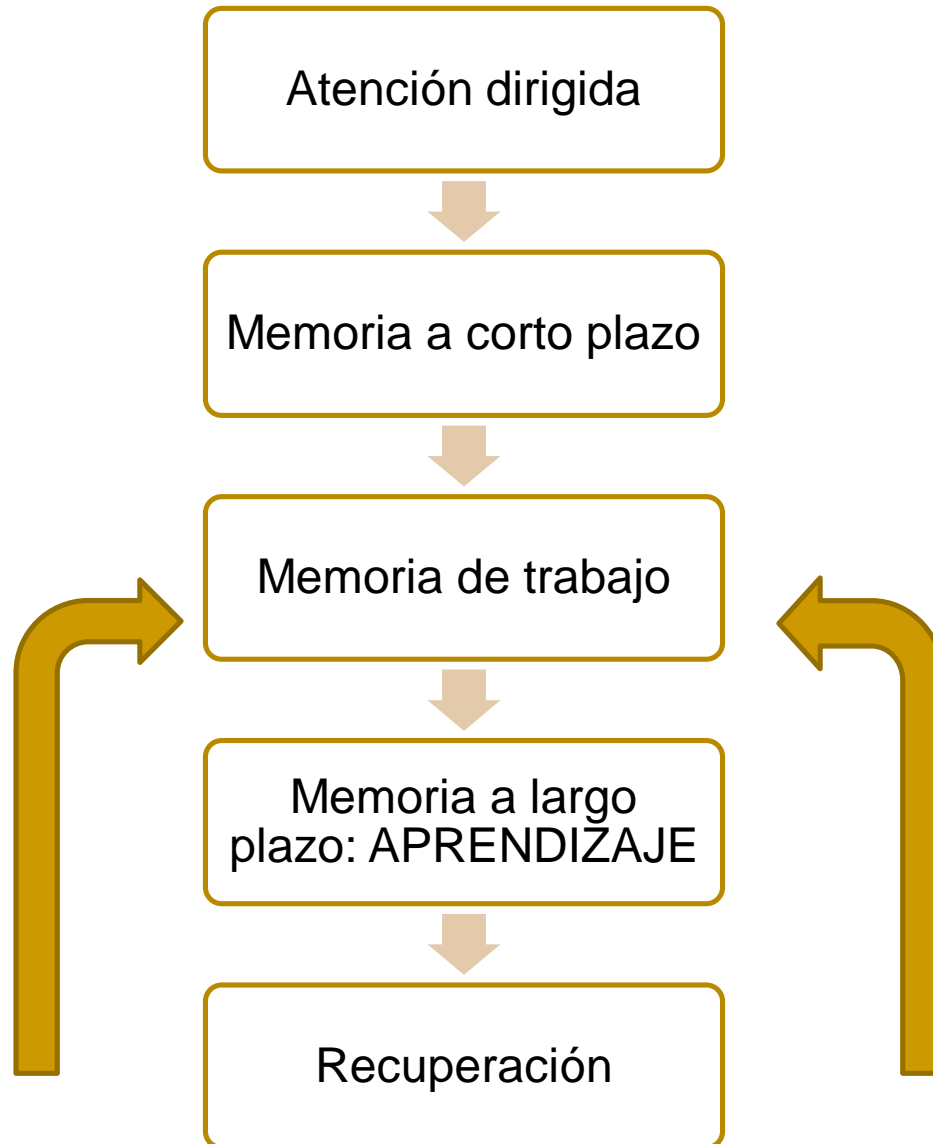 Atención dirigida
Memoria a corto plazo
Memoria de trabajo
Memoria a largo
plazo: APRENDIZAJE
Recuperación